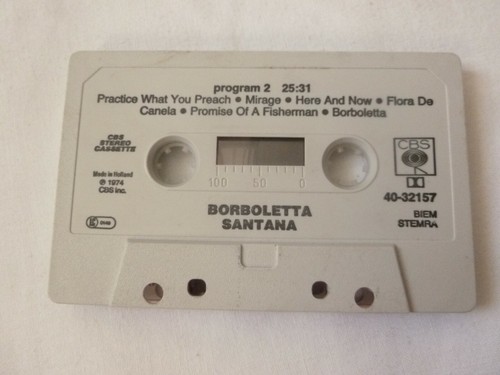 program 2 25:31
Practice What You Preach • Mirage • Here And Now • Flora De
Canela • Promise Of A Fisherman • Borboletta
CBS
STEREO
CASSETTE
Made in Holland
℗ 1974
CBS Inc.
100 50 0
CBS
40-32157
BORBOLETTA
SANTANA
BIEM
STEMRA